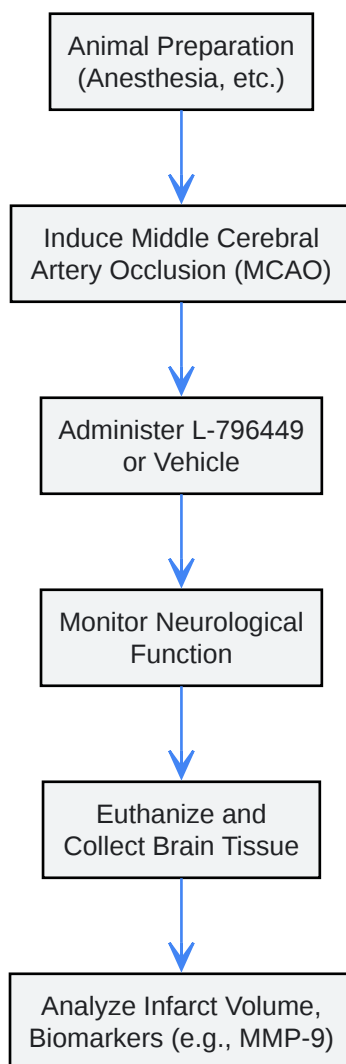 Animal Preparation
(Anesthesia, etc.)
Induce Middle Cerebral
Artery Occlusion (MCAO)
Administer L-796449
or Vehicle
Monitor Neurological
Function
Euthanize and
Collect Brain Tissue
Analyze Infarct Volume,
Biomarkers (e.g., MMP-9)